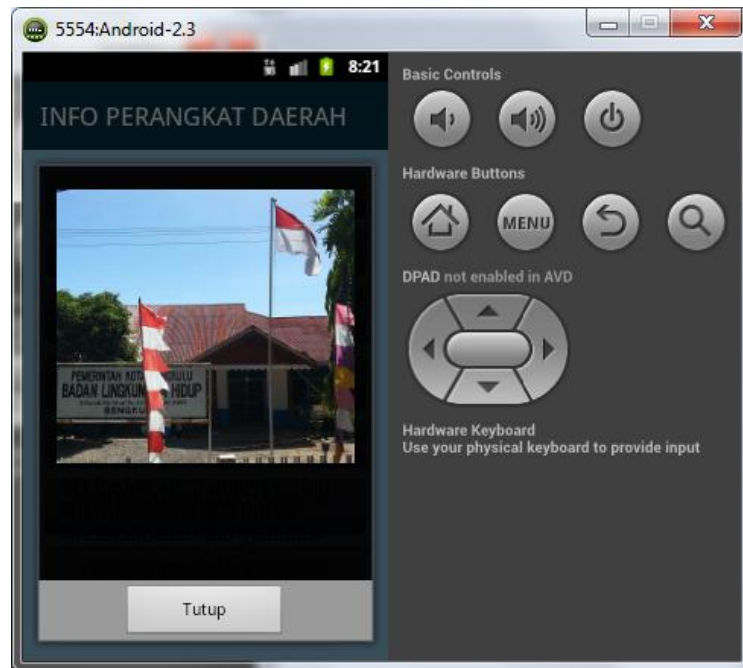 5554:Android-2.3
8:21
INFO PERANGKAT DAERAH
PEMERINTAH KOTA BENGKULU
BADAN LINGKUNGAN HIDUP
BENGKULU
Tutup
Basic Controls
Hardware Buttons
MENU
DPAD not enabled in AVD
Hardware Keyboard
Use your physical keyboard to provide input